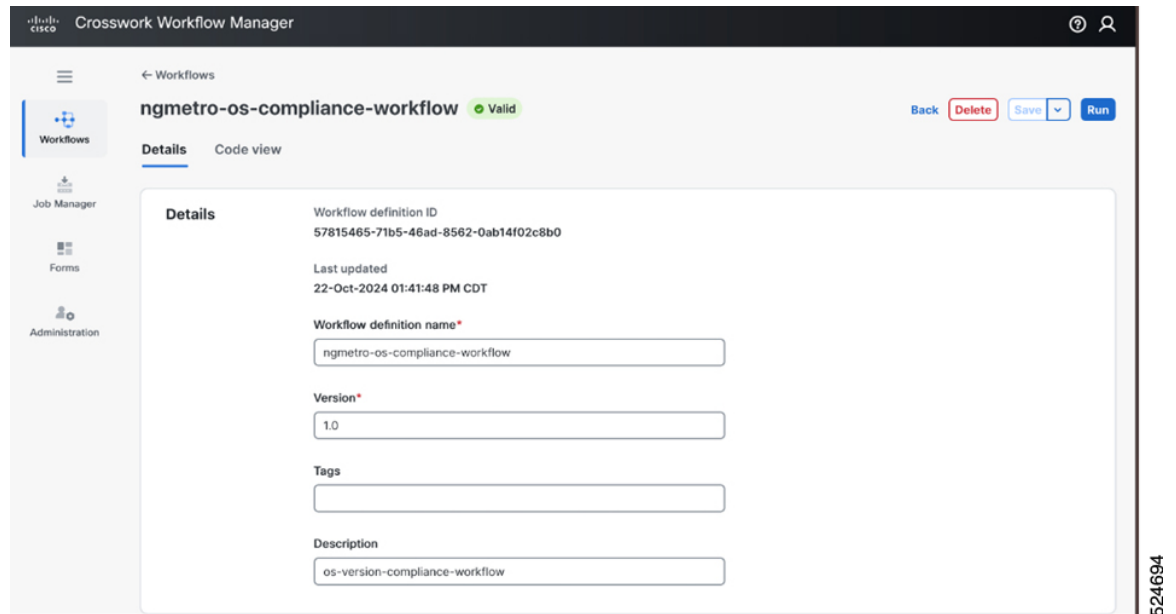 cisco Crosswork Workflow Manager
← Workflows
ngmetro-os-compliance-workflow Valid
Back Delete Save Run
Workflows
Details Code view
Job Manager
Forms
Administration
Details
Workflow definition ID
57815465-71b5-46ad-8562-0ab14f02c8b0
Last updated
22-Oct-2024 01:41:48 PM CDT
Workflow definition name*
ngmetro-os-compliance-workflow
Version*
1.0
Tags
Description
os-version-compliance-workflow
524694